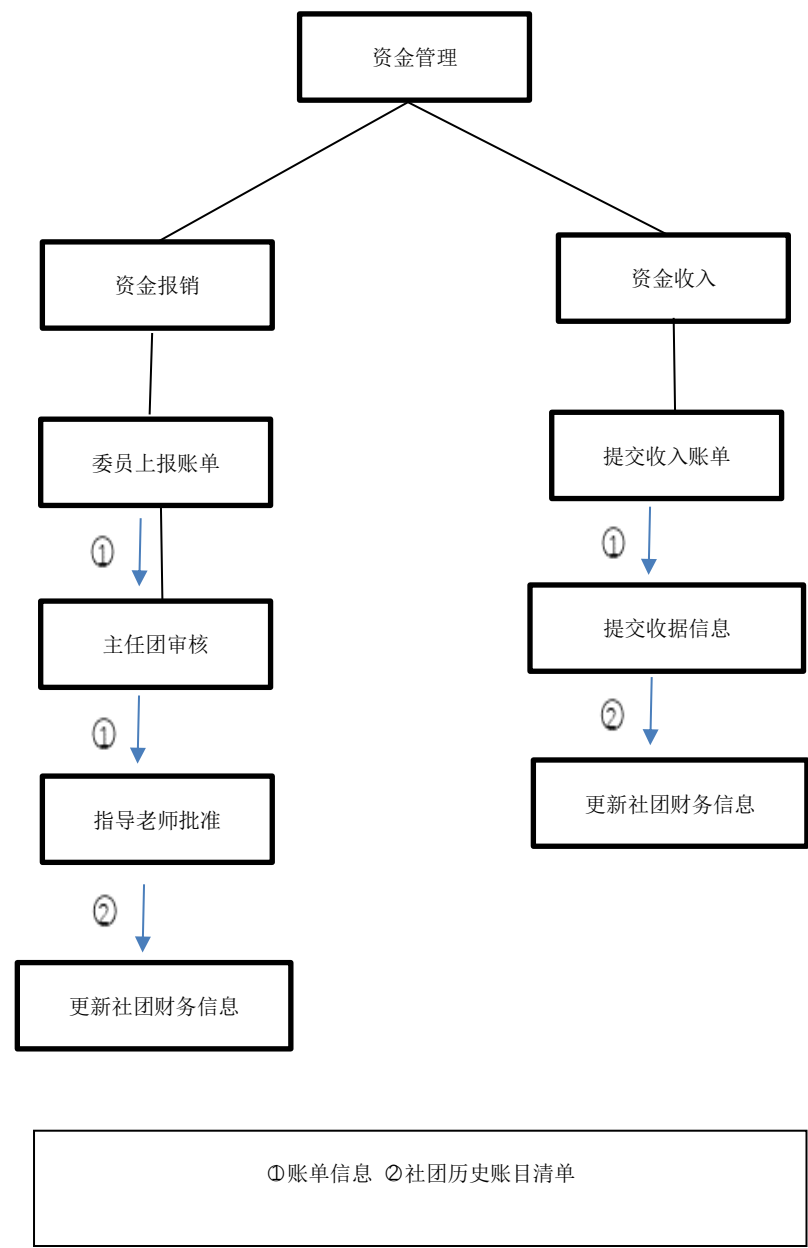 资金管理
资金报销
资金收入
委员上报账单
提交收入账单
①
①
主任团审核
提交收据信息
①
②
指导老师批准
更新社团财务信息
②
更新社团财务信息
①账单信息 ②社团历史账目清单